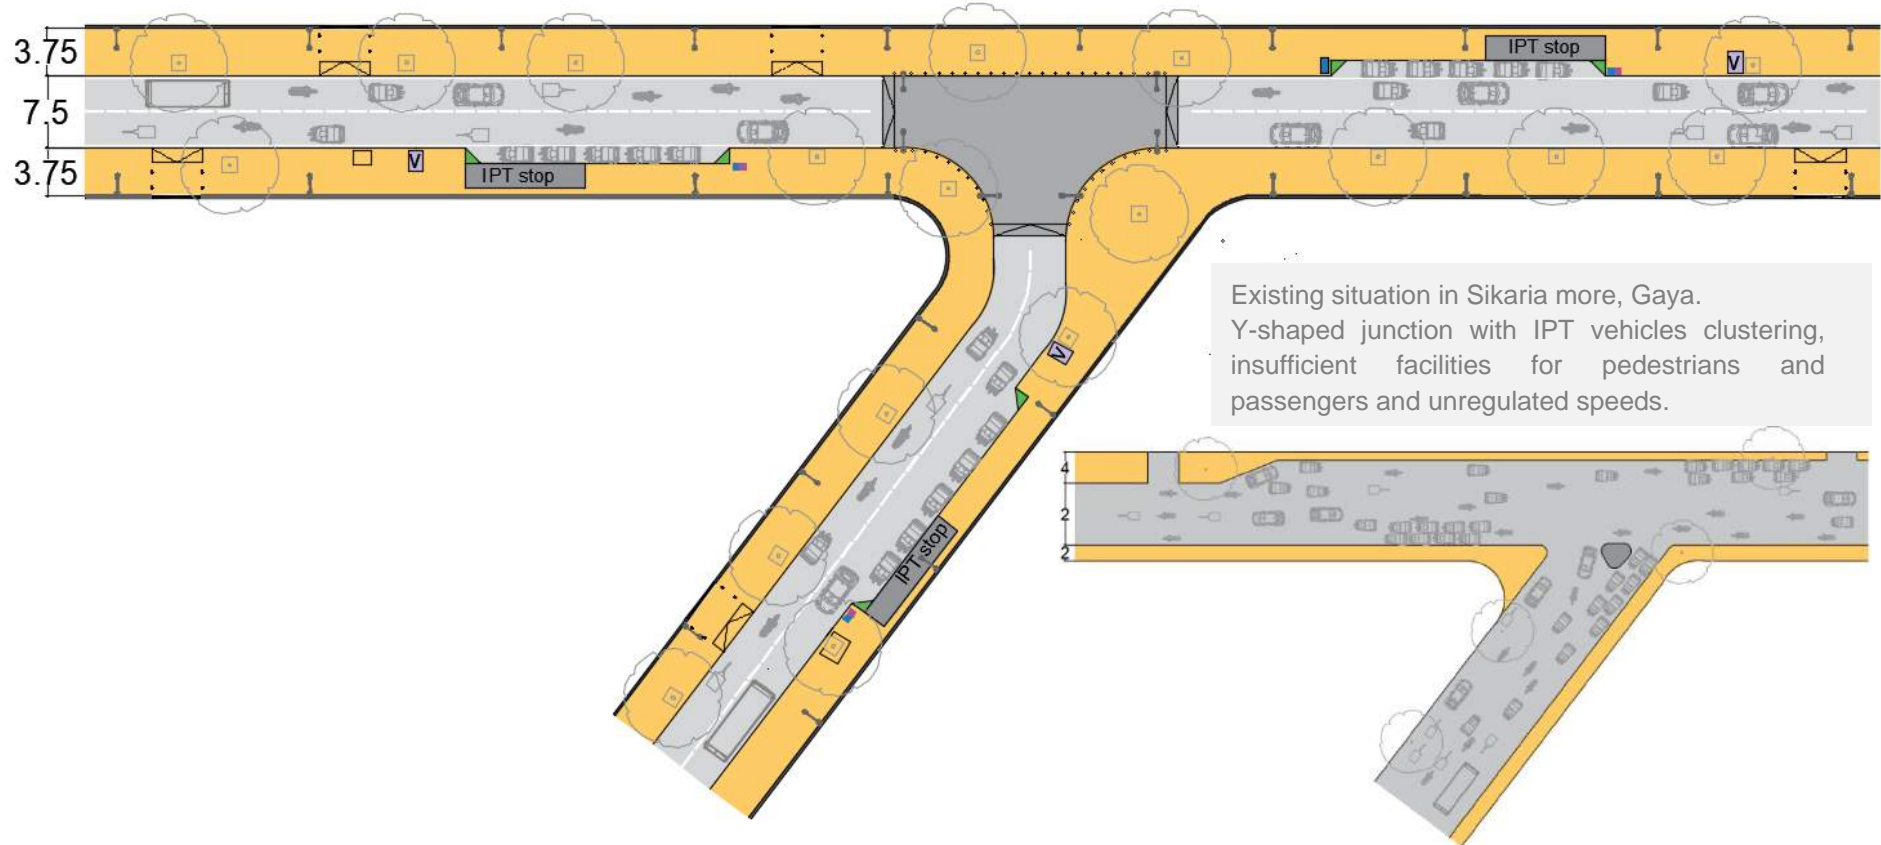 3.75
IPT stop
V
7.5
3.75
V
IPT stop
Existing situation in Sikaria more, Gaya.
Y-shaped junction with IPT vehicles clustering,
insufficient facilities for pedestrians and
passengers and unregulated speeds.
V
4
2
IPT stop
2